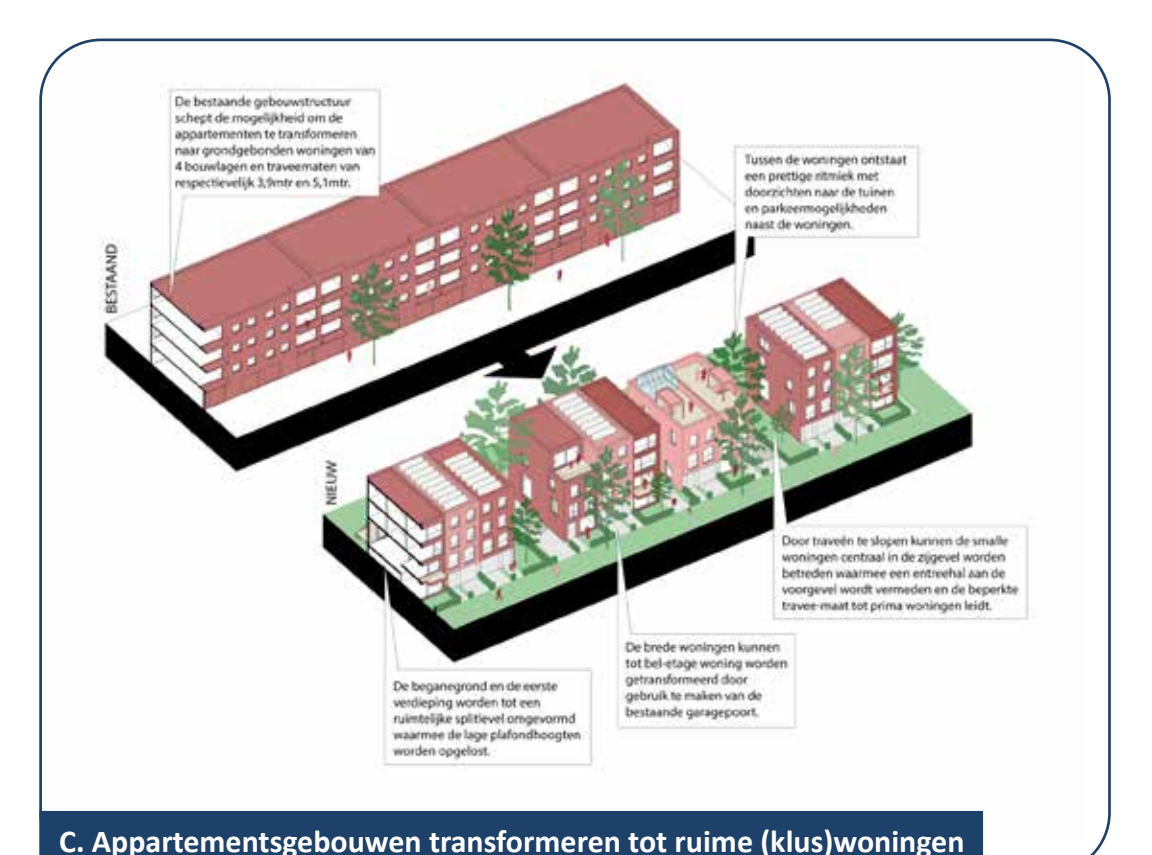 De bestaande gebouwstructuur
schept de mogelijkheid om de
appartementen te transformeren
naar grondgebonden woningen van
4 bouwlagen en traveematen van
respectievelijk 3,9mtr en 5,1mtr.
Tussen de woningen ontstaat
een prettige ritmiek met
doorzichten naar de tuinen
en parkeermogelijkheden
naast de woningen.
BESTAAND
NIEUW
Door traveën te slopen kunnen de smalle
woningen centraal in de zijgevel worden
betreden waarmee een entreehal aan de
voorgevel wordt vermeden en de beperkte
travee-maat tot prima woningen leidt.
De brede woningen kunnen
tot bel-etage woning worden
getransformeerd door
gebruik te maken van de
bestaande garagepoort.
De beganegrond en de eerste
verdieping worden tot een
ruimtelijke splitlevel omgevormd
waarmee de lage plafondhoogten
worden opgelost.
C. Appartementsgebouwen transformeren tot ruime (klus)woningen